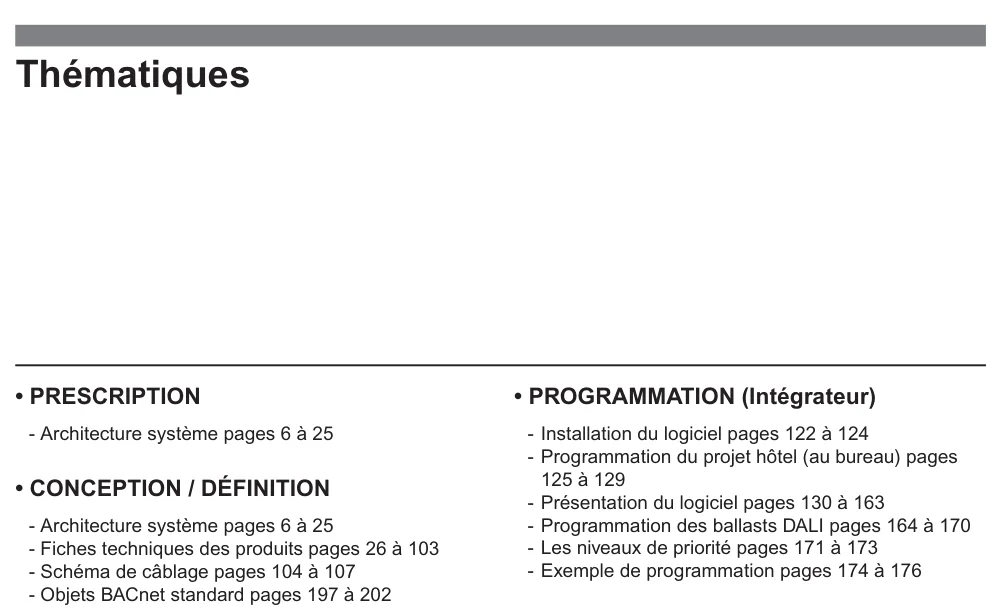 Thématiques
• PRESCRIPTION
- Architecture système pages 6 à 25
• CONCEPTION / DÉFINITION
- Architecture système pages 6 à 25
- Fiches techniques des produits pages 26 à 103
- Schéma de câblage pages 104 à 107
- Objets BACnet standard pages 197 à 202
• PROGRAMMATION (Intégrateur)
- Installation du logiciel pages 122 à 124
- Programmation du projet hôtel (au bureau) pages
125 à 129
- Présentation du logiciel pages 130 à 163
- Programmation des ballasts DALI pages 164 à 170
- Les niveaux de priorité pages 171 à 173
- Exemple de programmation pages 174 à 176